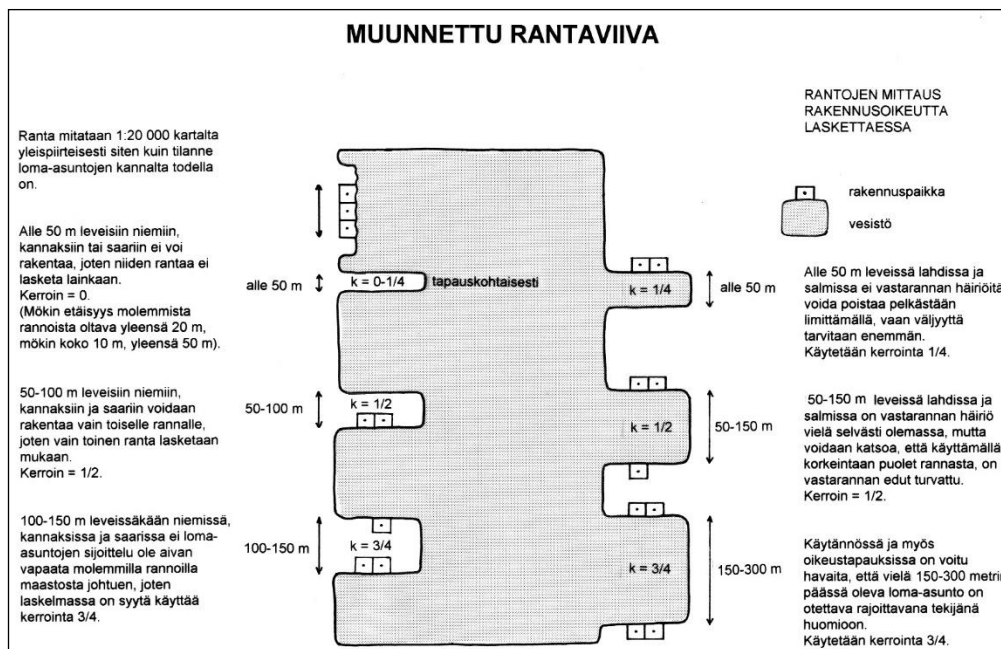 MUUNNETTU RANTAVIIVA
Ranta mitataan 1:20 000 kartalta
yleispiirteisesti siten kuin tilanne
loma-asuntojen kannalta todella
on.
Alle 50 m leveisiin niemiin,
kannaksiin tai saariin ei voi
rakentaa, joten niiden rantaa ei
lasketa lainkaan.
Kerroin = 0.
(Mökin etäisyys molemmista
rannoista oltava yleensä 20 m,
mökin koko 10 m, yleensä 50 m).
50-100 m leveisiin niemiin,
kannaksiin ja saariin voidaan
rakentaa vain toiselle rannalle,
joten vain toinen ranta lasketaan
mukaan.
Kerroin = 1/2.
100-150 m leveissäkään niemissä,
kannaksissa ja saarissa ei loma-
asuntojen sijoittelu ole aivan
vapaata molemmilla rannoilla
maastosta johtuen, joten
laskelmassa on syytä käyttää
kerrointa 3/4.
alle 50 m
k = 0-1/4
tapauskohtaisesti
50-100 m
k = 1/2
100-150 m
k = 3/4
k = 1/4
alle 50 m
k = 1/2
50-150 m
k = 3/4
150-300 m
RANTOJEN MITTAUS
RAKENNUSOIKEUTTA
LASKETTAESSA
rakennuspaikka
vesistö
Alle 50 m leveissä lahdissa ja
salmissa ei vastarannan häiriöitä
voida poistaa pelkästään
limittämällä, vaan väljyyttä
tarvitaan enemmän.
Käytetään kerrointa 1/4.
50-150 m leveissä lahdissa ja
salmissa on vastarannan häiriö
vielä selvästi olemassa, mutta
voidaan katsoa, että käyttämällä
korkeintaan puolet rannasta, on
vastarannan edut turvattu.
Kerroin = 1/2.
Käytännössä ja myös
oikeustapauksissa on voitu
havaita, että vielä 150-300 metrin
päässä oleva loma-asunto on
otettava rajoittavana tekijänä
huomioon.
Käytetään kerrointa 3/4.